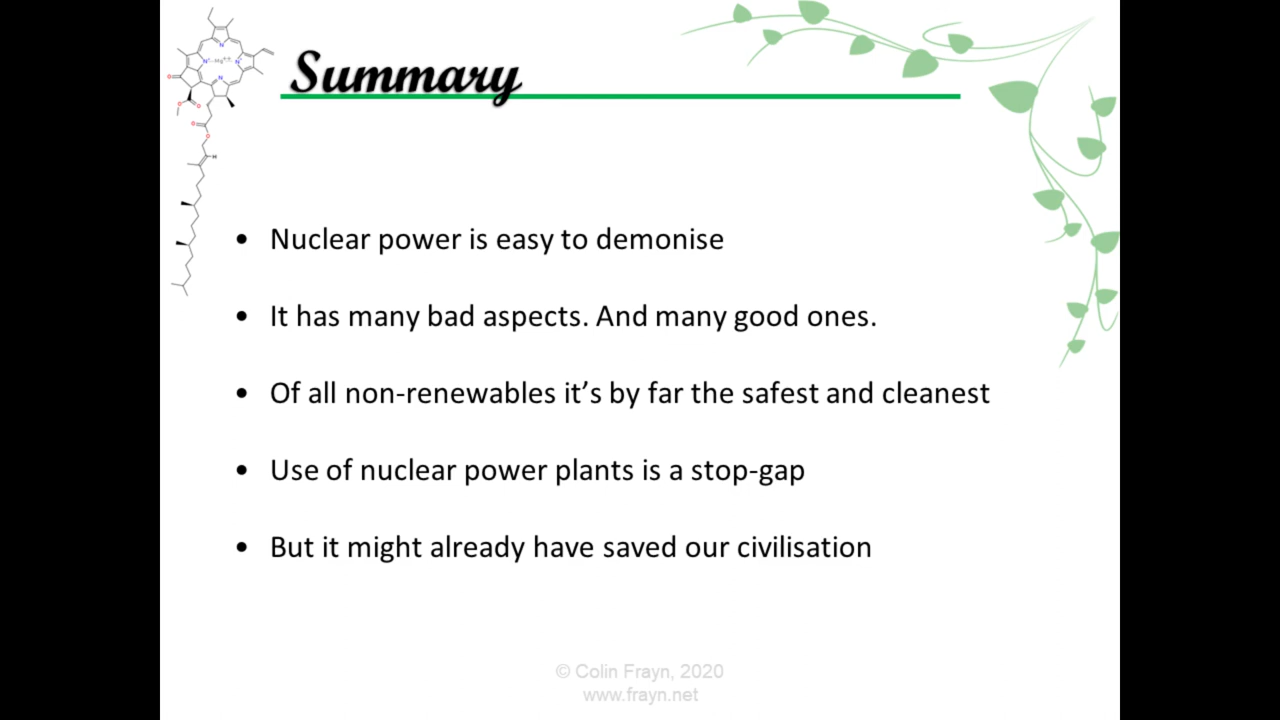 Summary
Nuclear power is easy to demonise
It has many bad aspects. And many good ones.
Of all non-renewables it’s by far the safest and cleanest
Use of nuclear power plants is a stop-gap
But it might already have saved our civilisation
© Colin Frayn, 2020
www.frayn.net